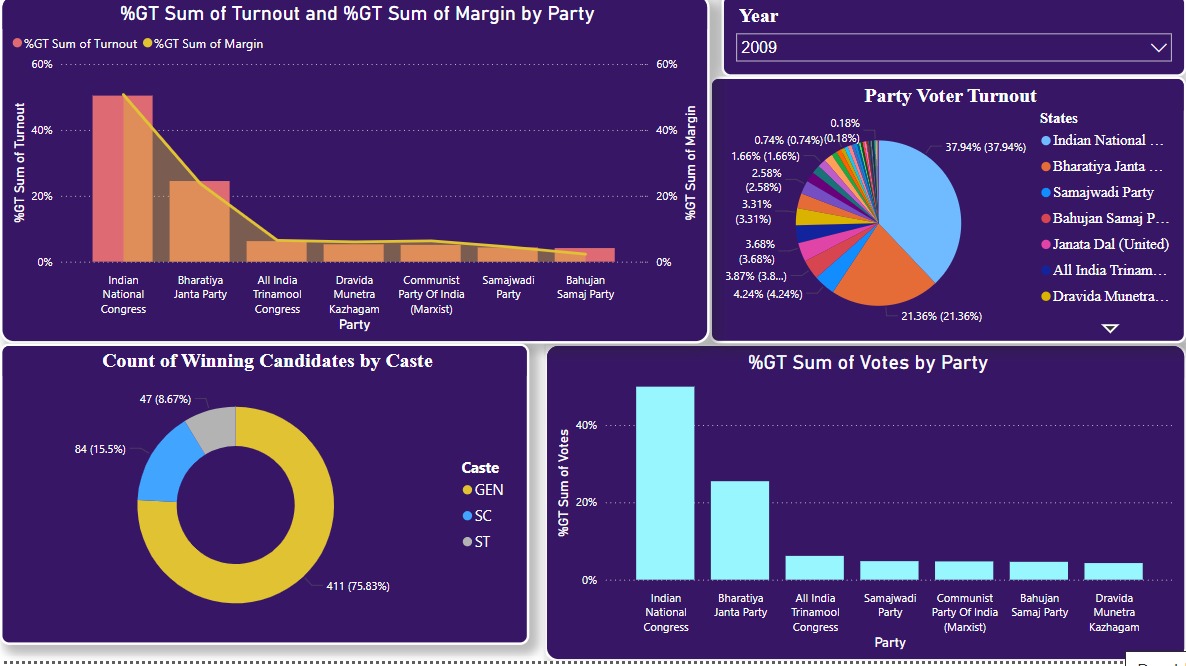 %GT Sum of Turnout and %GT Sum of Margin by Party
%GT Sum of Turnout %GT Sum of Margin
60%
40%
20%
0%
%GT Sum of Turnout
60%
40%
20%
0%
%GT Sum of Margin
Indian
National
Congress
Bharatiya
Janta Party
All India
Trinamool
Congress
Dravida
Munetra
Kazhagam
Communist
Party Of India
(Marxist)
Samajwadi
Party
Bahujan
Samaj Party
Party
Year
2009
Party Voter Turnout
0.18%
(0.18%)
0.74% (0.74%)
1.66% (1.66%)
2.58%
(2.58%)
3.31%
(3.31%)
3.68%
(3.68%)
3.87% (3.8...)
4.24% (4.24%)
21.36% (21.36%)
37.94% (37.94%)
States
Indian National ...
Bharatiya Janta ...
Samajwadi Party
Bahujan Samaj P...
Janata Dal (United)
All India Trinam...
Dravida Munetra...
Count of Winning Candidates by Caste
47 (8.67%)
84 (15.5%)
411 (75.83%)
Caste
GEN
SC
ST
%GT Sum of Votes by Party
40%
20%
0%
%GT Sum of Votes
Indian
National
Congress
Bharatiya
Janta Party
All India
Trinamool
Congress
Samajwadi
Party
Communist
Party Of India
(Marxist)
Bahujan
Samaj Party
Dravida
Munetra
Kazhagam
Party